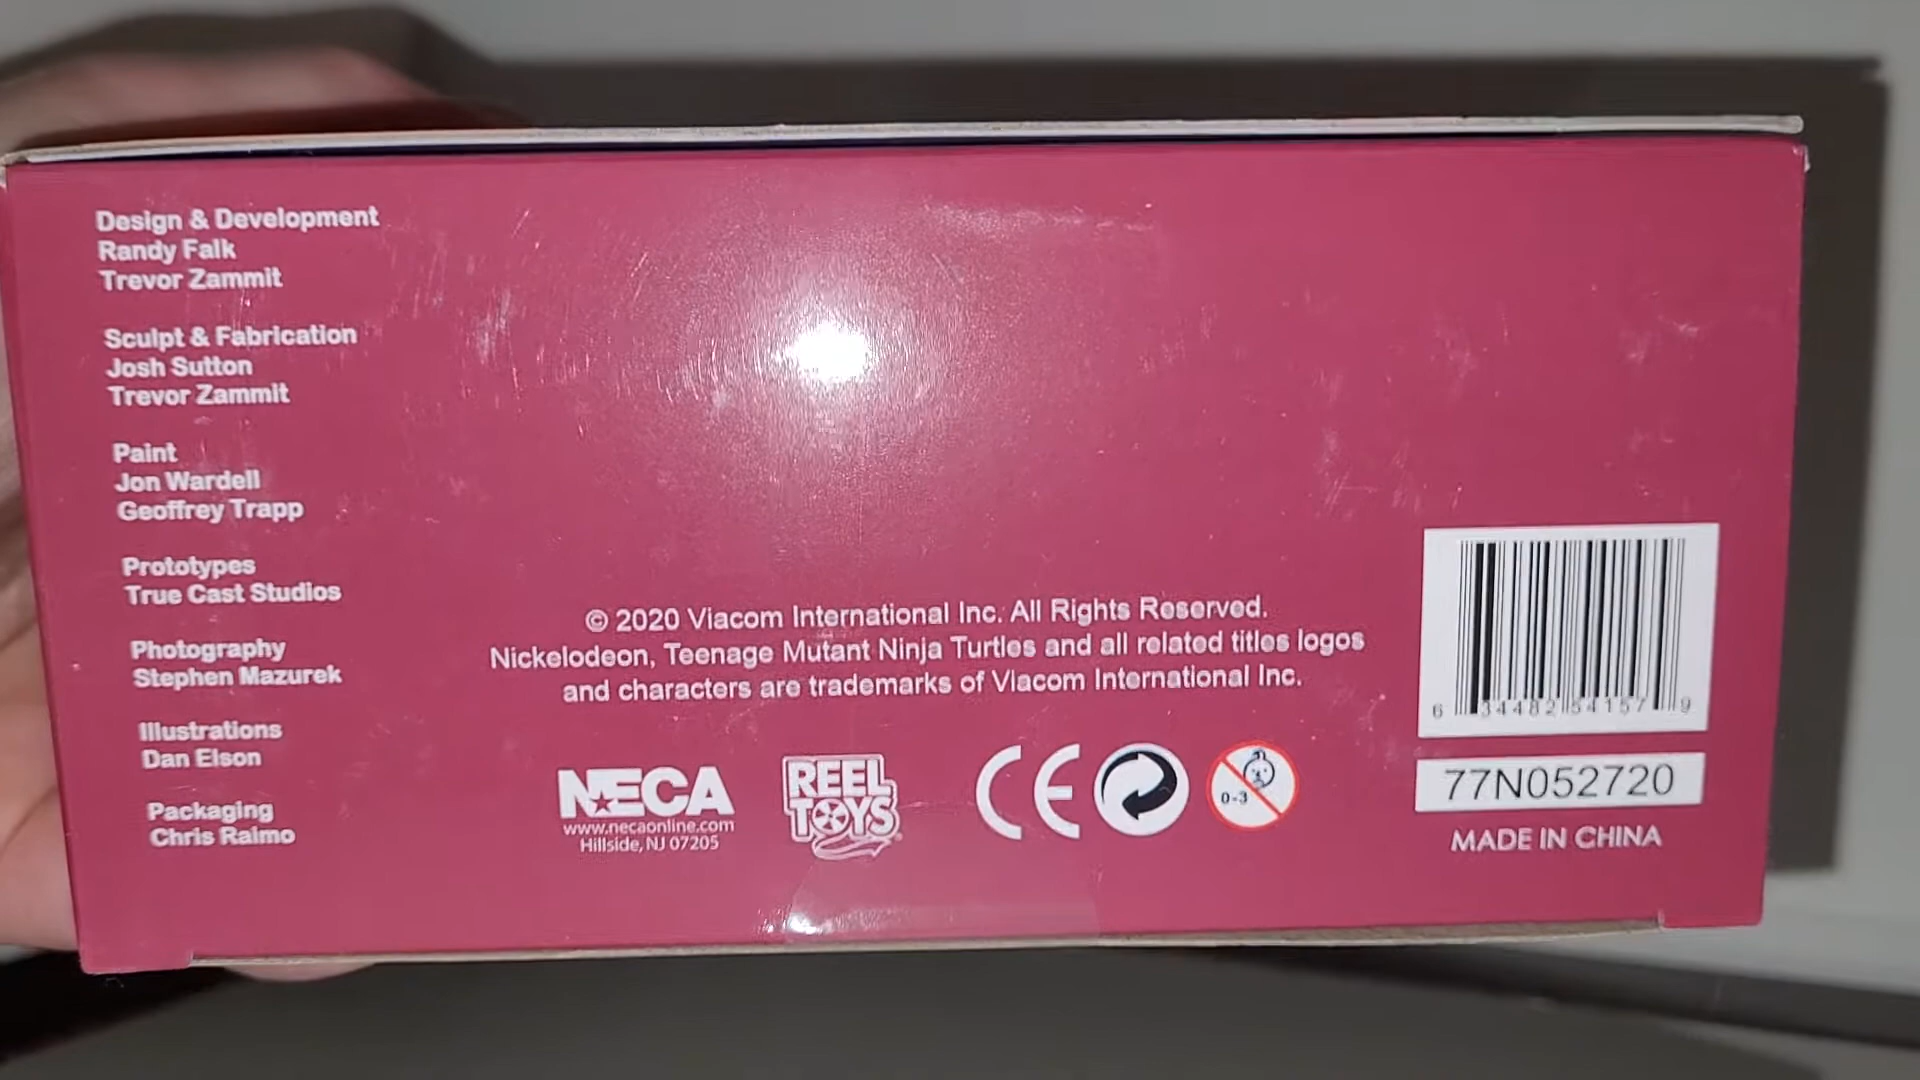 Design & Development
Randy Falk
Trevor Zammit
Sculpt & Fabrication
Josh Sutton
Trevor Zammit
Paint
Jon Wardell
Geoffrey Trapp
Prototypes
True Cast Studios
Photography
Stephen Mazurek
Illustrations
Dan Elson
Packaging
Chris Raimo
© 2020 Viacom International Inc. All Rights Reserved.
Nickelodeon, Teenage Mutant Ninja Turtles and all related titles logos
and characters are trademarks of Viacom International Inc.
NECA
www.necaonline.com
Hillside, NJ 07205
REEL
TOYS
CE
0-3
6 34482 54157 9
77N052720
MADE IN CHINA